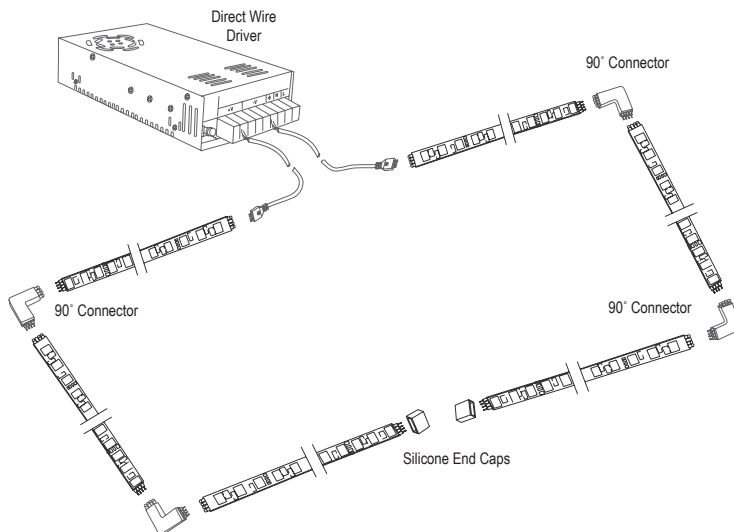 Direct Wire
Driver
90˚ Connector
90˚ Connector
90˚ Connector
Silicone End Caps